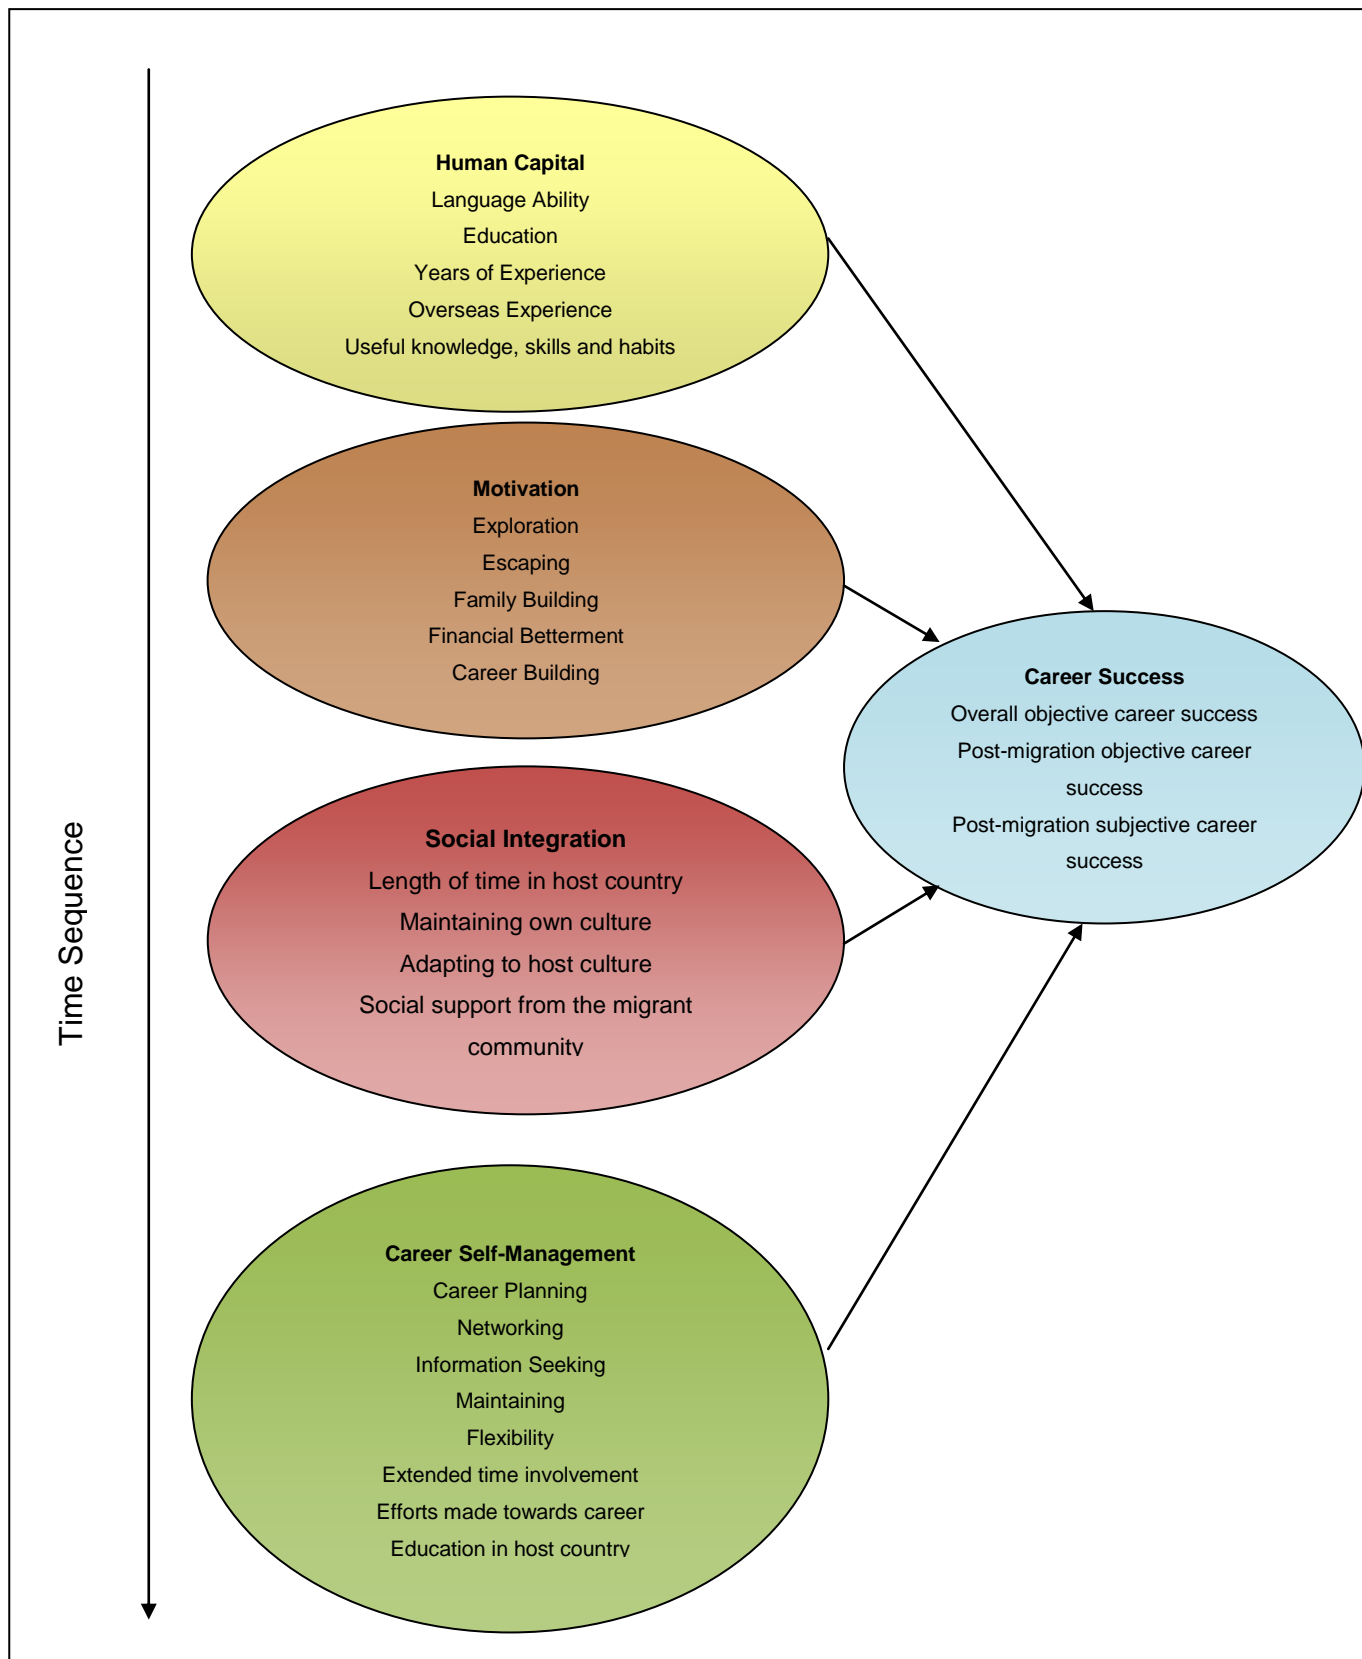 Human Capital
Language Ability
Education
Years of Experience
Overseas Experience
Useful knowledge, skills and habits
Motivation
Exploration
Escaping
Family Building
Financial Betterment
Career Building
Social Integration
Length of time in host country
Maintaining own culture
Adapting to host culture
Social support from the migrant
community
Career Self-Management
Career Planning
Networking
Information Seeking
Maintaining
Flexibility
Extended time involvement
Efforts made towards career
Education in host country
Career Success
Overall objective career success
Post-migration objective career
success
Post-migration subjective career
success
Time Sequence